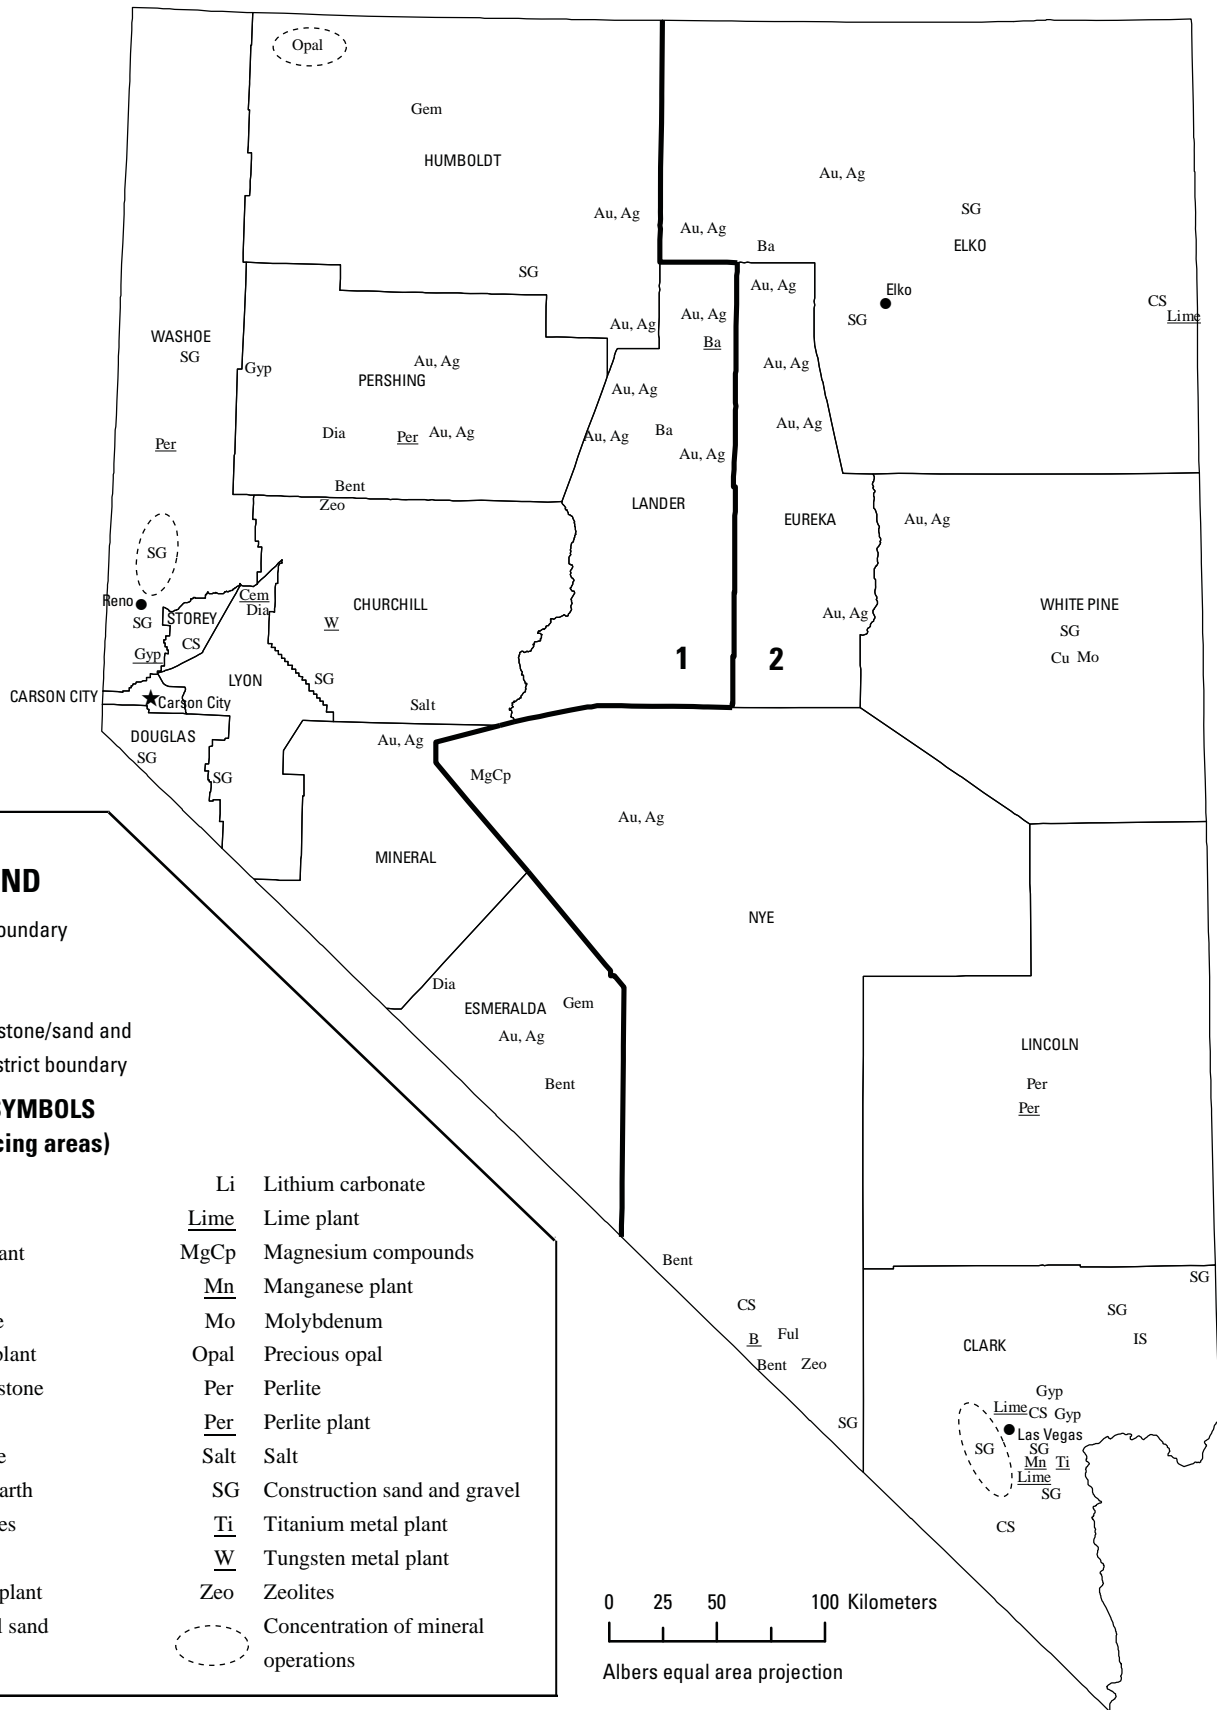 Opal
Gem
HUMBOLDT
Au, Ag
SG
Au, Ag
Au, Ag
Au, Ag
SG
ELKO
Ba
Elko
SG
CS
Lime
WASHOE
SG
Gyp
Au, Ag
PERSHING
Dia
Per
Au, Ag
Bent
Zeo
Per
SG
Reno
SG
STOREY
CS
Gyp
Cem
Dia
CHURCHILL
W
SG
Salt
LYON
CARSON CITY
Carson City
DOUGLAS
SG
SG
Au, Ag
Ba
Au, Ag
Au, Ag
Ba
Au, Ag
LANDER
1
2
Au, Ag
Au, Ag
Au, Ag
EUREKA
Au, Ag
Au, Ag
WHITE PINE
SG
Cu Mo
Au, Ag
MINERAL
MgCp
Au, Ag
NYE
Dia
ESMERALDA
Gem
Au, Ag
Bent
LINCOLN
Per
Per
Bent
CS
B
Ful
Bent
Zeo
SG
SG
SG
IS
CLARK
Gyp
Lime
CS
Gyp
Las Vegas
SG
SG
Mn
Ti
Lime
SG
CS
ND
oundary
stone/sand and
strict boundary
SYMBOLS
cing areas)
Li Lithium carbonate
Lime Lime plant
ant
MgCp Magnesium compounds
Mn Manganese plant
e
Mo Molybdenum
plant
Opal Precious opal
stone
Per Perlite
Per Perlite plant
e
Salt Salt
arth
SG Construction sand and gravel
es
Ti Titanium metal plant
W Tungsten metal plant
plant
Zeo Zeolites
l sand
Concentration of mineral
operations
0 25 50 100 Kilometers
Albers equal area projection